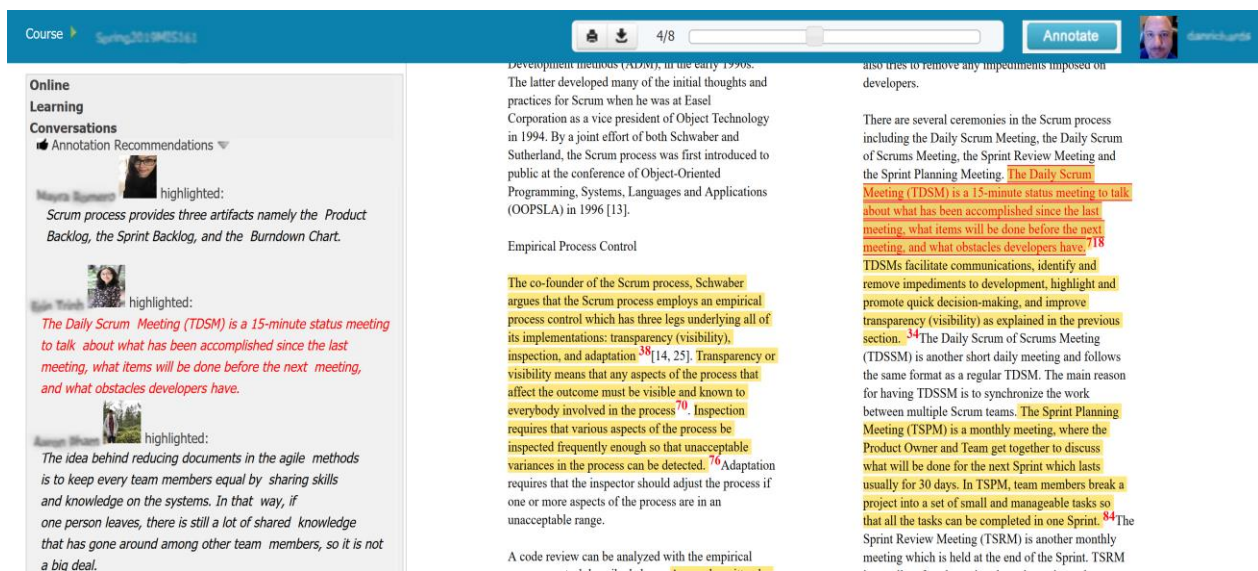 Course
4/8
Annotate
Online
Learning
Conversations
Annotation Recommendations
highlighted:
Scrum process provides three artifacts namely the Product
Backlog, the Sprint Backlog, and the Burndown Chart.
highlighted:
The Daily Scrum Meeting (TDSM) is a 15-minute status meeting
to talk about what has been accomplished since the last
meeting, what items will be done before the next meeting,
and what obstacles developers have.
highlighted:
The idea behind reducing documents in the agile methods
is to keep every team members equal by sharing skills
and knowledge on the systems. In that way, if
one person leaves, there is still a lot of shared knowledge
that has gone around among other team members, so it is not
a big deal.
Development methods (ADM), in the early 1990s.
The latter developed many of the initial thoughts and
practices for Scrum when he was at Easel
Corporation as a vice president of Object Technology
in 1994. By a joint effort of both Schwaber and
Sutherland, the Scrum process was first introduced to
public at the conference of Object-Oriented
Programming, Systems, Languages and Applications
(OOPSLA) in 1996 [13].
Empirical Process Control
The co-founder of the Scrum process, Schwaber
argues that the Scrum process employs an empirical
process control which has three legs underlying all of
its implementations: transparency (visibility),
inspection, and adaptation 38[14, 25]. Transparency or
visibility means that any aspects of the process that
affect the outcome must be visible and known to
everybody involved in the process70. Inspection
requires that various aspects of the process be
inspected frequently enough so that unacceptable
variances in the process can be detected. 76Adaptation
requires that the inspector should adjust the process if
one or more aspects of the process are in an
unacceptable range.
A code review can be analyzed with the empirical
also tries to remove any impediments imposed on
developers.
There are several ceremonies in the Scrum process
including the Daily Scrum Meeting, the Daily Scrum
of Scrums Meeting, the Sprint Review Meeting and
the Sprint Planning Meeting. The Daily Scrum
Meeting (TDSM) is a 15-minute status meeting to talk
about what has been accomplished since the last
meeting, what items will be done before the next
meeting, and what obstacles developers have.718
TDSMs facilitate communications, identify and
remove impediments to development, highlight and
promote quick decision-making, and improve
transparency (visibility) as explained in the previous
section. 34The Daily Scrum of Scrums Meeting
(TDSSM) is another short daily meeting and follows
the same format as a regular TDSM. The main reason
for having TDSSM is to synchronize the work
between multiple Scrum teams. The Sprint Planning
Meeting (TSPM) is a monthly meeting, where the
Product Owner and Team get together to discuss
what will be done for the next Sprint which lasts
usually for 30 days. In TSPM, team members break a
project into a set of small and manageable tasks so
that all the tasks can be completed in one Sprint. 84The
Sprint Review Meeting (TSRM) is another monthly
meeting which is held at the end of the Sprint. TSRM